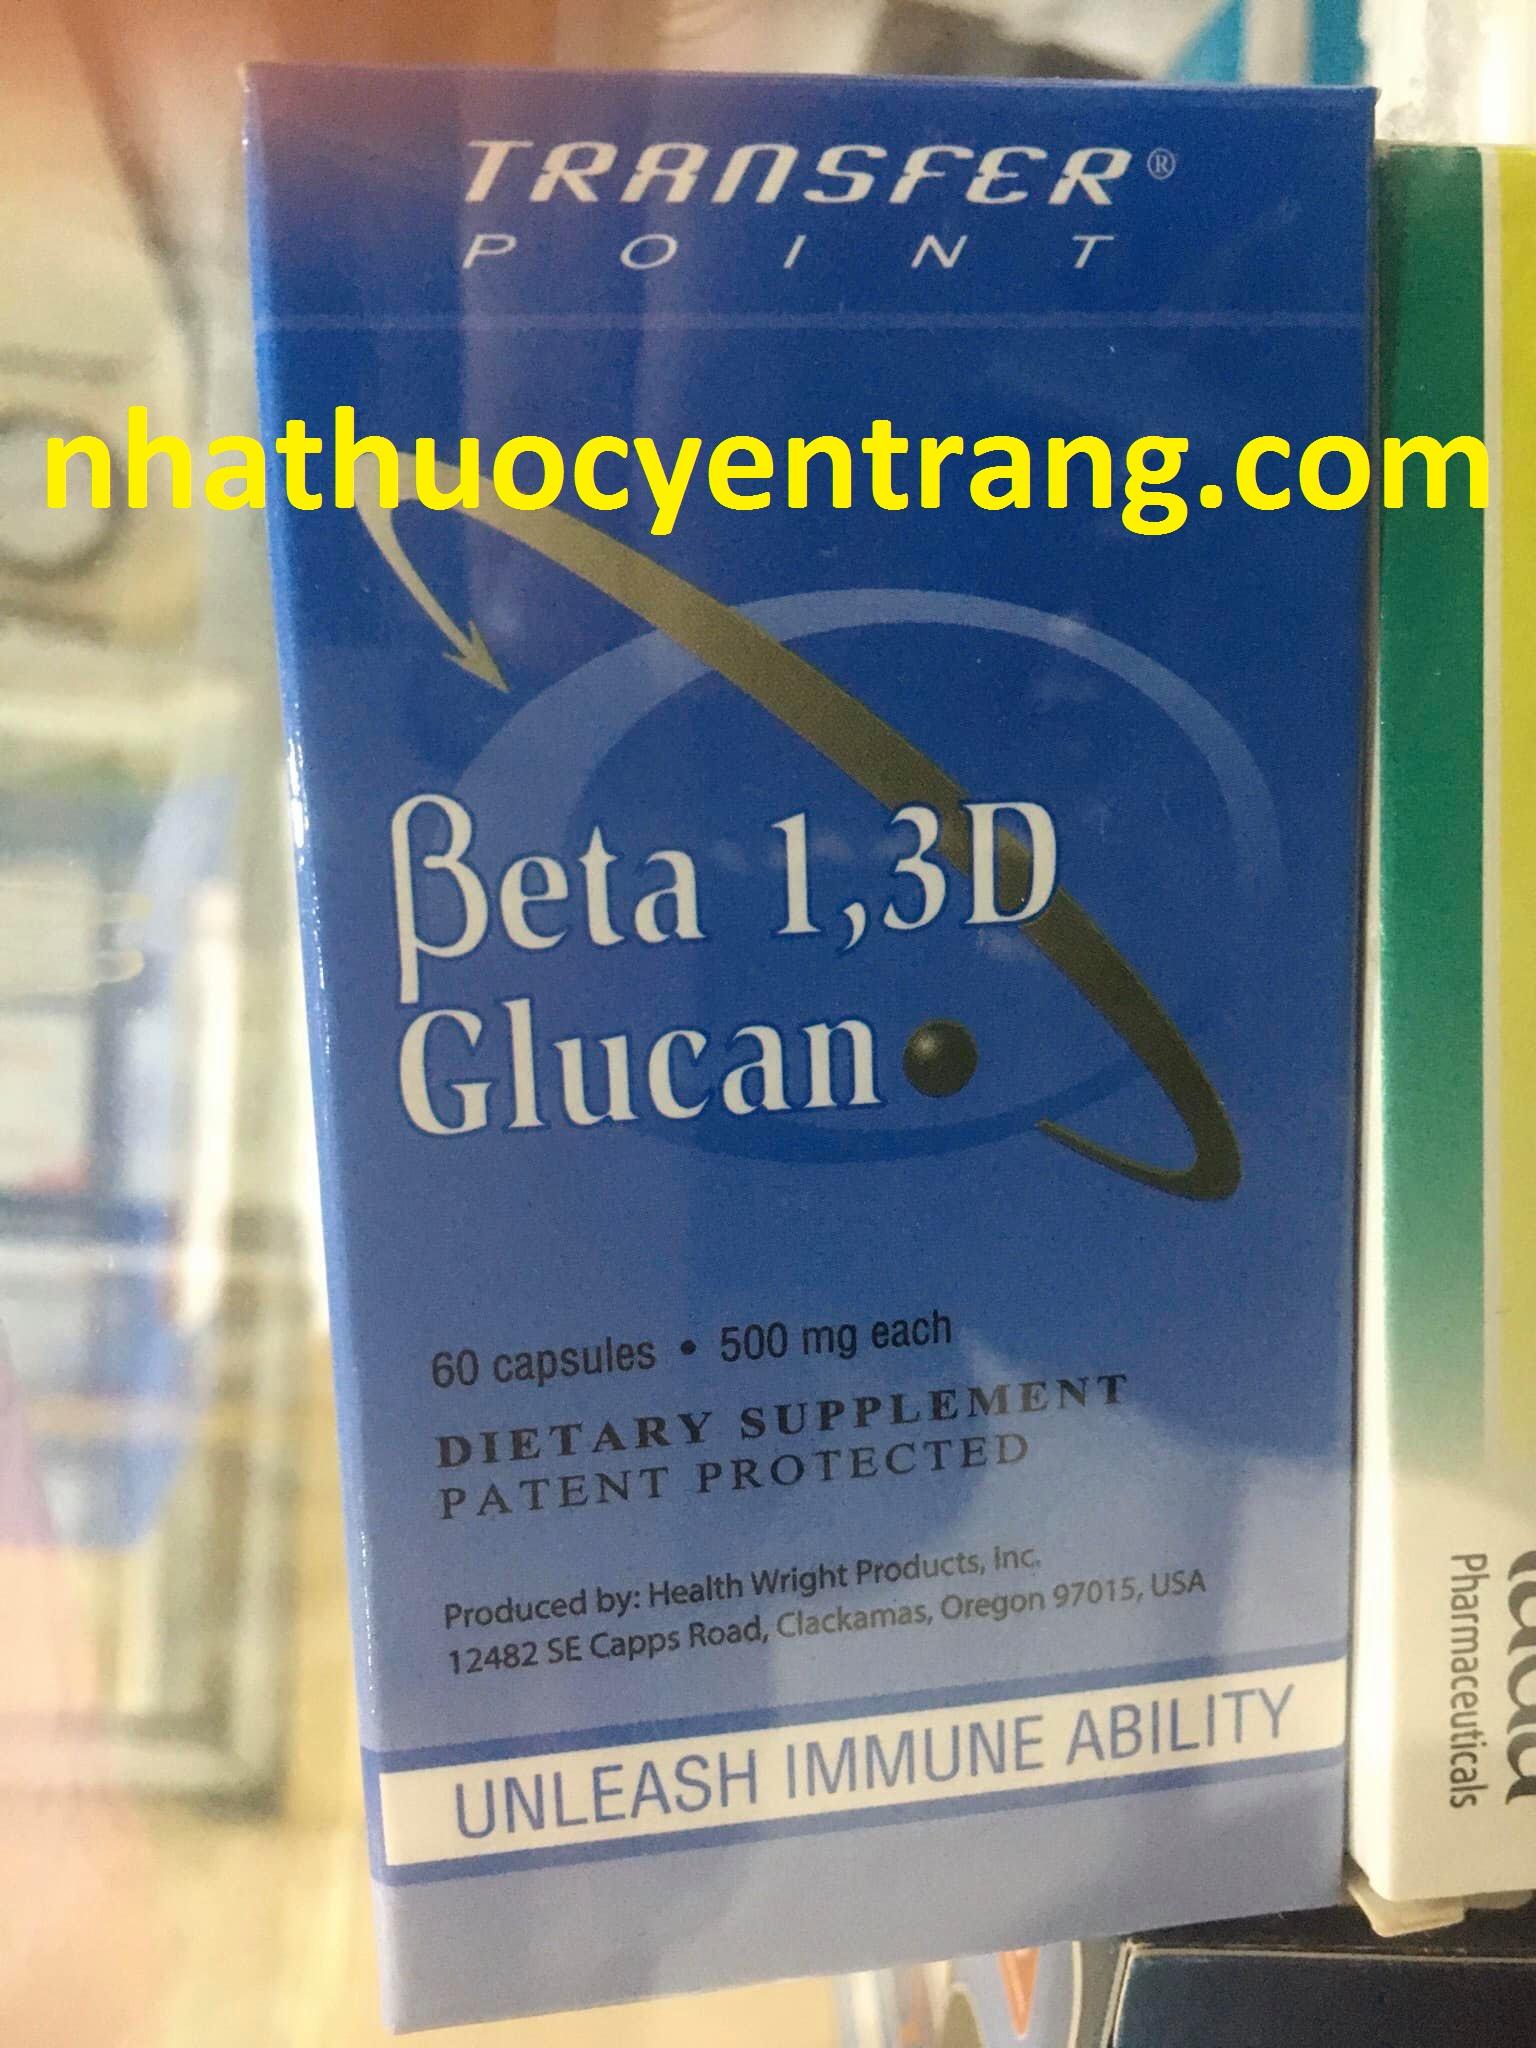 TRANSFER®
POINT
nhathuocyentrang.com
βeta 1,3D
Glucan
60 capsules • 500 mg each
DIETARY SUPPLEMENT
PATENT PROTECTED
Produced by: Health Wright Products, Inc.
12482 SE Capps Road, Clackamas, Oregon 97015, USA
UNLEASH IMMUNE ABILITY
Pharmaceuticals